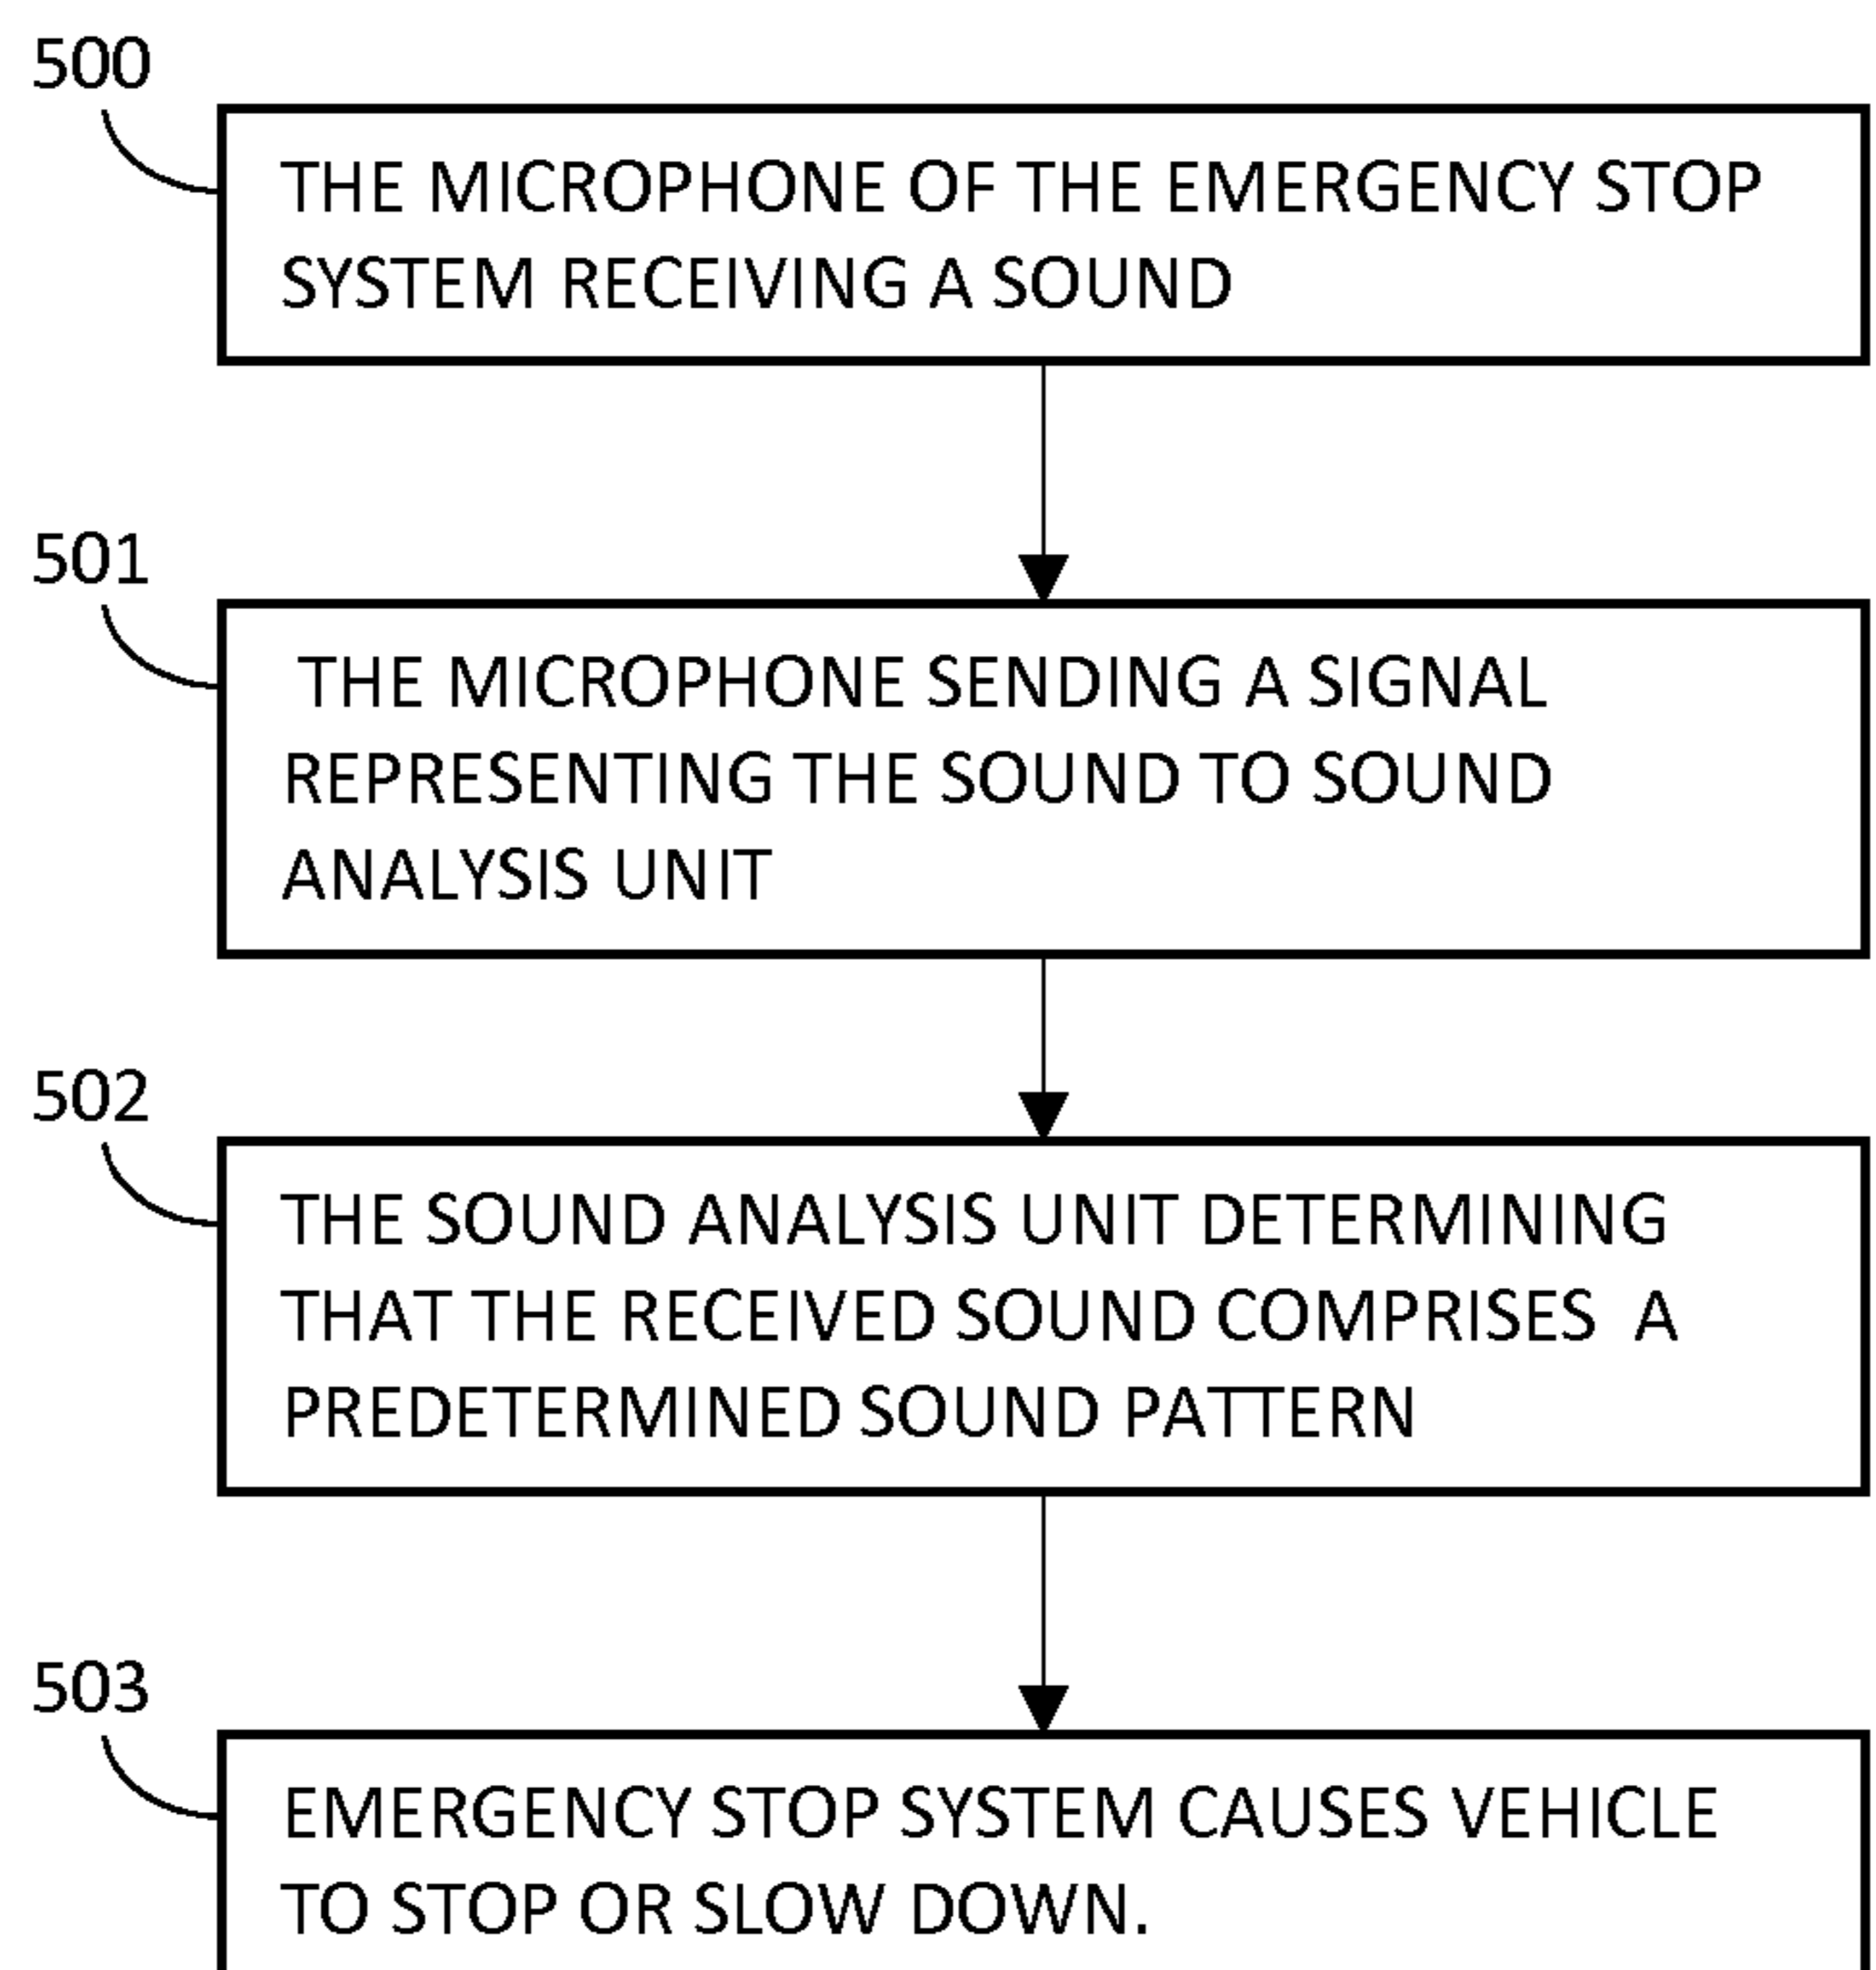 500
THE MICROPHONE OF THE EMERGENCY STOP
SYSTEM RECEIVING A SOUND
501
THE MICROPHONE SENDING A SIGNAL
REPRESENTING THE SOUND TO SOUND
ANALYSIS UNIT
502
THE SOUND ANALYSIS UNIT DETERMINING
THAT THE RECEIVED SOUND COMPRISES  A
PREDETERMINED SOUND PATTERN
503
EMERGENCY STOP SYSTEM CAUSES VEHICLE
TO STOP OR SLOW DOWN.